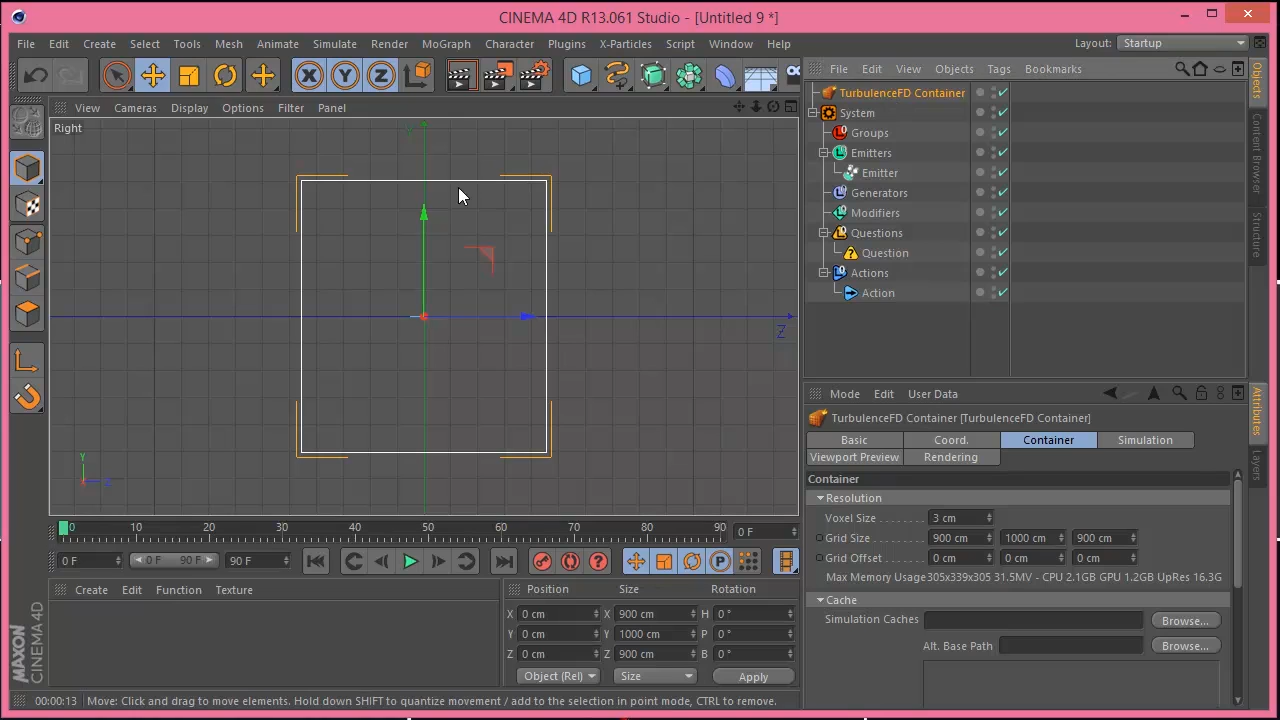 CINEMA 4D R13.061 Studio - [Untitled 9 *]
File Edit Create Select Tools Mesh Animate Simulate Render MoGraph Character Plugins X-Particles Script Window Help Layout: Startup
File Edit View Objects Tags Bookmarks
View Cameras Display Options Filter Panel
Right
Y
Z
Y
Z
TurbulenceFD Container
System
Groups
Emitters
Emitter
Generators
Modifiers
Questions
Question
Actions
Action
Objects
Content Browser
Structure
Mode Edit User Data
TurbulenceFD Container [TurbulenceFD Container]
Basic Coord. Container Simulation
Viewport Preview Rendering
Container
Resolution
Voxel Size 3 cm
Grid Size 900 cm 1000 cm 900 cm
Grid Offset 0 cm 0 cm 0 cm
Max Memory Usage 305x339x305 31.5MV - CPU 2.1GB GPU 1.2GB UpRes 16.3G
Cache
Simulation Caches Browse...
Alt. Base Path Browse...
Attributes
Layers
0 10 20 30 40 50 60 70 80 90 0 F
0 F 0 F 90 F 90 F
Create Edit Function Texture
Position Size Rotation
X 0 cm X 900 cm H 0 °
Y 0 cm Y 1000 cm P 0 °
Z 0 cm Z 900 cm B 0 °
Object (Rel) Size Apply
MAXON
CINEMA 4D
00:00:13 Move: Click and drag to move elements. Hold down SHIFT to quantize movement / add to the selection in point mode, CTRL to remove.